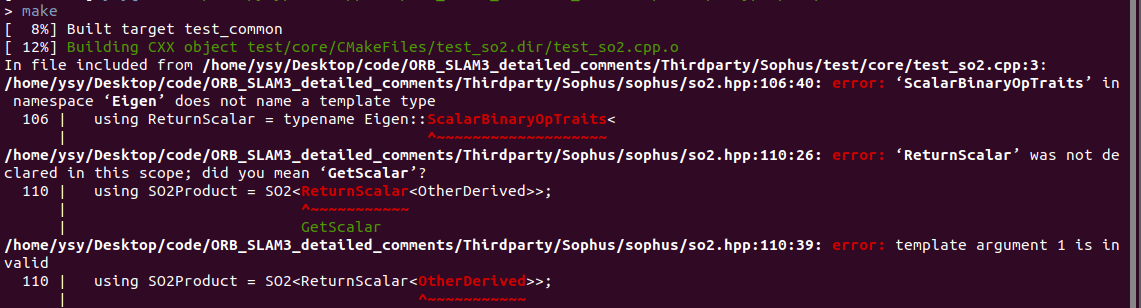 > make
[  8%] Built target test_common
[ 12%] Building CXX object test/core/CMakeFiles/test_so2.dir/test_so2.cpp.o
In file included from /home/ysy/Desktop/code/ORB_SLAM3_detailed_comments/Thirdparty/Sophus/test/core/test_so2.cpp:3:
/home/ysy/Desktop/code/ORB_SLAM3_detailed_comments/Thirdparty/Sophus/sophus/so2.hpp:106:40: error: ‘ScalarBinaryOpTraits’ in
 namespace ‘Eigen’ does not name a template type
  106 |   using ReturnScalar = typename Eigen::ScalarBinaryOpTraits<
      |                                        ^~~~~~~~~~~~~~~~~~~~
/home/ysy/Desktop/code/ORB_SLAM3_detailed_comments/Thirdparty/Sophus/sophus/so2.hpp:110:26: error: ‘ReturnScalar’ was not de
clared in this scope; did you mean ‘GetScalar’?
  110 |   using SO2Product = SO2<ReturnScalar<OtherDerived>>;
      |                          ^~~~~~~~~~~~
      |                          GetScalar
/home/ysy/Desktop/code/ORB_SLAM3_detailed_comments/Thirdparty/Sophus/sophus/so2.hpp:110:39: error: template argument 1 is in
valid
  110 |   using SO2Product = SO2<ReturnScalar<OtherDerived>>;
      |                                       ^~~~~~~~~~~~